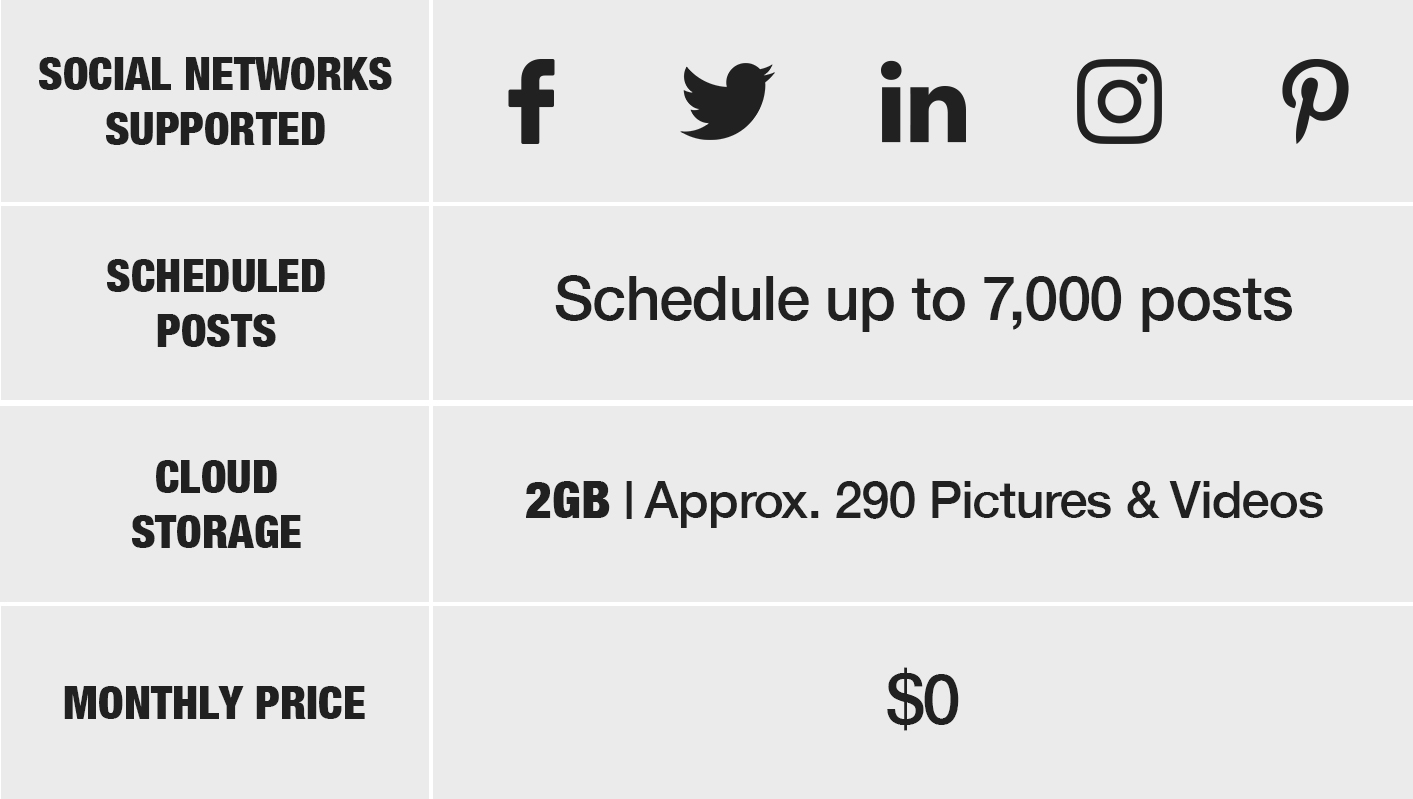 SOCIAL NETWORKS
SUPPORTED
f in
SCHEDULED
POSTS
Schedule up to 7,000 posts
CLOUD
STORAGE
2GB | Approx. 290 Pictures & Videos
MONTHLY PRICE
$0